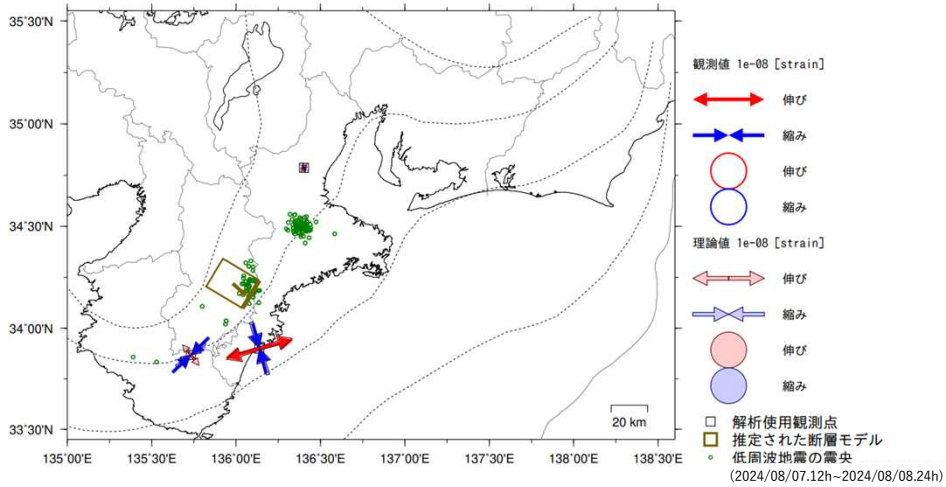 35°30'N
35°00'N
34°30'N
34°00'N
33°30'N
135°00'E 135°30'E 136°00'E 136°30'E 137°00'E 137°30'E 138°00'E 138°30'E
20 km
観測値 1e-08 [strain]
伸び
縮み
伸び
縮み
理論値 1e-08 [strain]
伸び
縮み
伸び
縮み
解析使用観測点
推定された断層モデル
低周波地震の震央
(2024/08/07.12h~2024/08/08.24h)